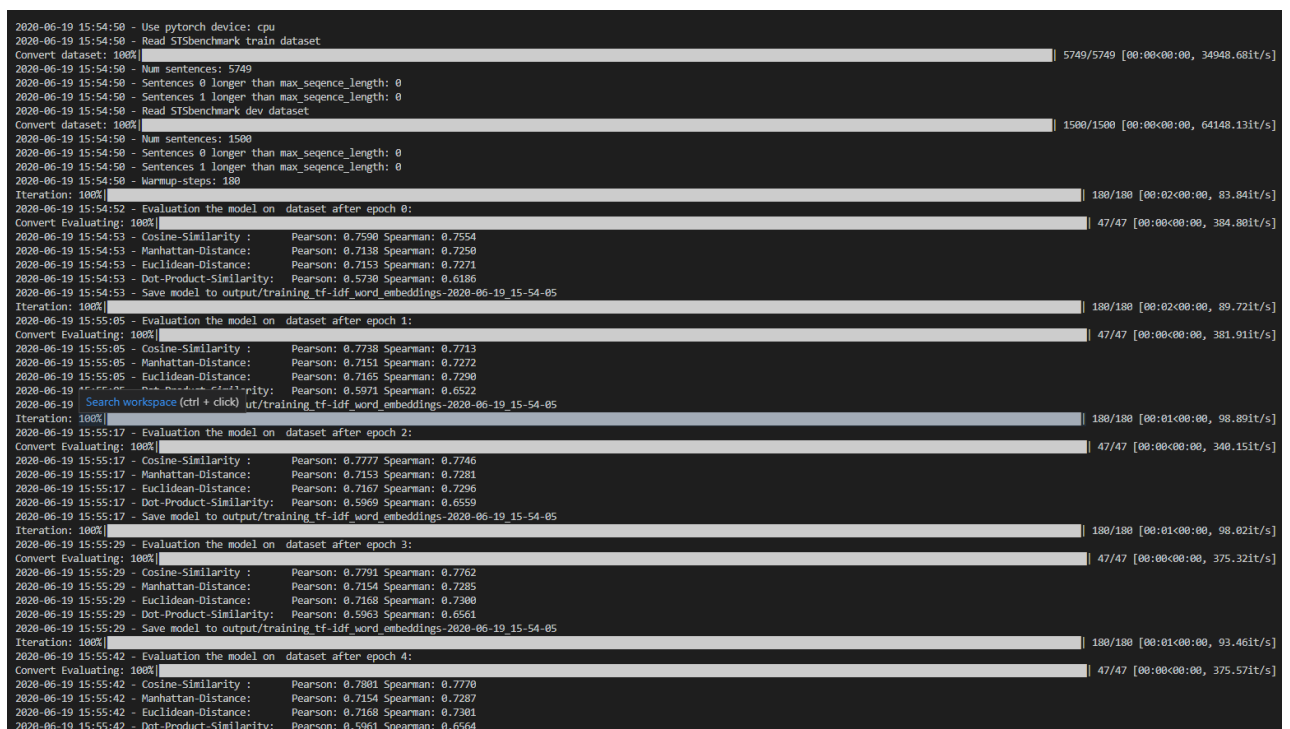 2020-06-19 15:54:50 - Use pytorch device: cpu
2020-06-19 15:54:50 - Read STSbenchmark train dataset
Convert dataset: 100%| | 5749/5749 [00:00<00:00, 34948.68it/s]
2020-06-19 15:54:50 - Num sentences: 5749
2020-06-19 15:54:50 - Sentences 0 longer than max_seqence_length: 0
2020-06-19 15:54:50 - Sentences 1 longer than max_seqence_length: 0
2020-06-19 15:54:50 - Read STSbenchmark dev dataset
Convert dataset: 100%| | 1500/1500 [00:00<00:00, 64148.13it/s]
2020-06-19 15:54:50 - Num sentences: 1500
2020-06-19 15:54:50 - Sentences 0 longer than max_seqence_length: 0
2020-06-19 15:54:50 - Sentences 1 longer than max_seqence_length: 0
2020-06-19 15:54:50 - Warmup-steps: 180
Iteration: 100%| | 180/180 [00:02<00:00, 83.84it/s]
2020-06-19 15:54:52 - Evaluation the model on  dataset after epoch 0:
Convert Evaluating: 100%| | 47/47 [00:00<00:00, 384.80it/s]
2020-06-19 15:54:53 - Cosine-Similarity : Pearson: 0.7590 Spearman: 0.7554
2020-06-19 15:54:53 - Manhattan-Distance: Pearson: 0.7138 Spearman: 0.7250
2020-06-19 15:54:53 - Euclidean-Distance: Pearson: 0.7153 Spearman: 0.7271
2020-06-19 15:54:53 - Dot-Product-Similarity: Pearson: 0.5730 Spearman: 0.6186
2020-06-19 15:54:53 - Save model to output/training_tf-idf_word_embeddings-2020-06-19_15-54-05
Iteration: 100%| | 180/180 [00:02<00:00, 89.72it/s]
2020-06-19 15:55:05 - Evaluation the model on  dataset after epoch 1:
Convert Evaluating: 100%| | 47/47 [00:00<00:00, 381.91it/s]
2020-06-19 15:55:05 - Cosine-Similarity : Pearson: 0.7738 Spearman: 0.7713
2020-06-19 15:55:05 - Manhattan-Distance: Pearson: 0.7151 Spearman: 0.7272
2020-06-19 15:55:05 - Euclidean-Distance: Pearson: 0.7165 Spearman: 0.7290
2020-06-19 15:55:05 - Dot-Product-Similarity: Pearson: 0.5971 Spearman: 0.6522
Search workspace (ctrl + click)
2020-06-19 ut/training_tf-idf_word_embeddings-2020-06-19_15-54-05
Iteration: 100%| | 180/180 [00:01<00:00, 98.89it/s]
2020-06-19 15:55:17 - Evaluation the model on  dataset after epoch 2:
Convert Evaluating: 100%| | 47/47 [00:00<00:00, 340.15it/s]
2020-06-19 15:55:17 - Cosine-Similarity : Pearson: 0.7777 Spearman: 0.7746
2020-06-19 15:55:17 - Manhattan-Distance: Pearson: 0.7153 Spearman: 0.7281
2020-06-19 15:55:17 - Euclidean-Distance: Pearson: 0.7167 Spearman: 0.7296
2020-06-19 15:55:17 - Dot-Product-Similarity: Pearson: 0.5969 Spearman: 0.6559
2020-06-19 15:55:17 - Save model to output/training_tf-idf_word_embeddings-2020-06-19_15-54-05
Iteration: 100%| | 180/180 [00:01<00:00, 98.02it/s]
2020-06-19 15:55:29 - Evaluation the model on  dataset after epoch 3:
Convert Evaluating: 100%| | 47/47 [00:00<00:00, 375.32it/s]
2020-06-19 15:55:29 - Cosine-Similarity : Pearson: 0.7791 Spearman: 0.7762
2020-06-19 15:55:29 - Manhattan-Distance: Pearson: 0.7154 Spearman: 0.7285
2020-06-19 15:55:29 - Euclidean-Distance: Pearson: 0.7168 Spearman: 0.7300
2020-06-19 15:55:29 - Dot-Product-Similarity: Pearson: 0.5963 Spearman: 0.6561
2020-06-19 15:55:29 - Save model to output/training_tf-idf_word_embeddings-2020-06-19_15-54-05
Iteration: 100%| | 180/180 [00:01<00:00, 93.46it/s]
2020-06-19 15:55:42 - Evaluation the model on  dataset after epoch 4:
Convert Evaluating: 100%| | 47/47 [00:00<00:00, 375.57it/s]
2020-06-19 15:55:42 - Cosine-Similarity : Pearson: 0.7801 Spearman: 0.7770
2020-06-19 15:55:42 - Manhattan-Distance: Pearson: 0.7154 Spearman: 0.7287
2020-06-19 15:55:42 - Euclidean-Distance: Pearson: 0.7168 Spearman: 0.7301
2020-06-19 15:55:42 - Dot-Product-Similarity: Pearson: 0.5961 Spearman: 0.6564